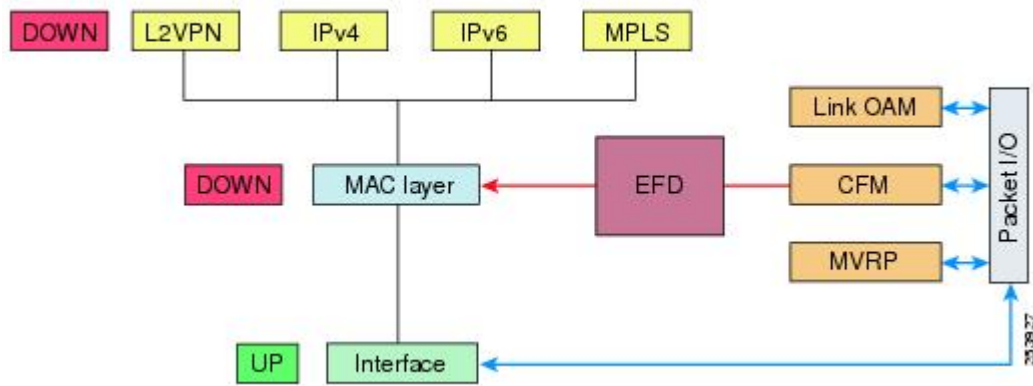 DOWN
L2VPN
IPv4
IPv6
MPLS
Link OAM
DOWN
MAC layer
EFD
CFM
Packet I/O
MVRP
UP
Interface